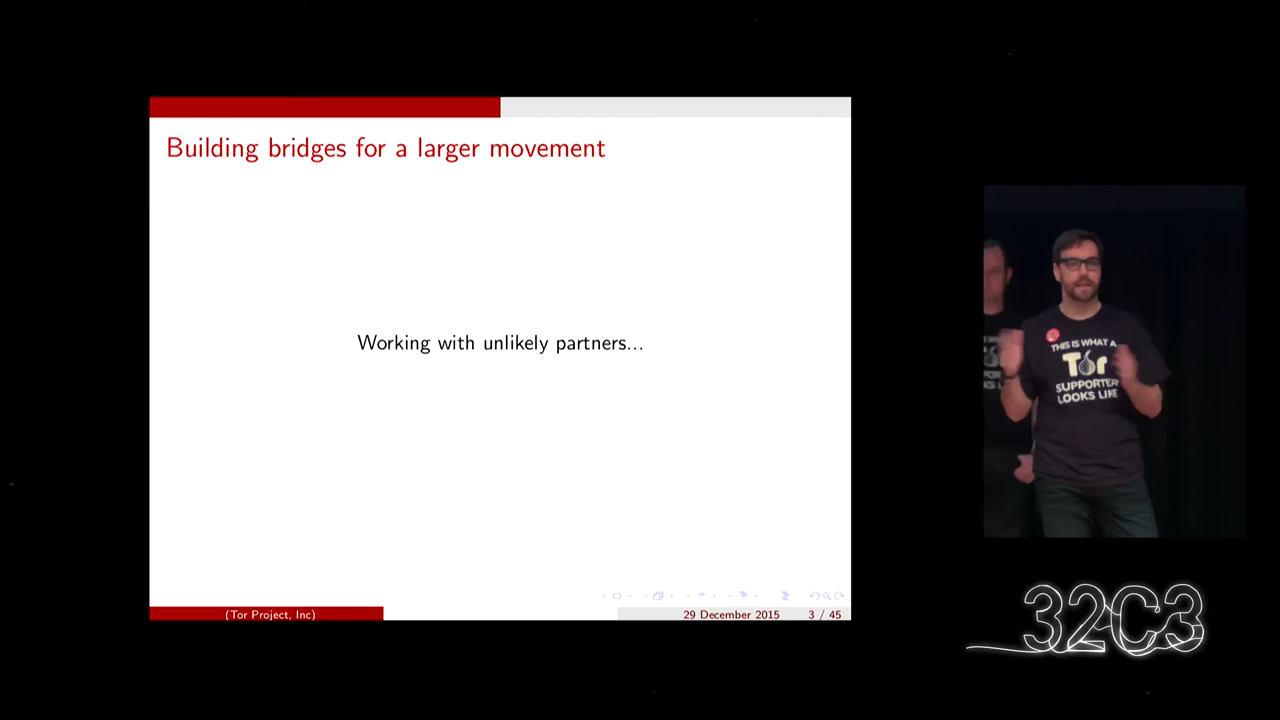 Building bridges for a larger movement
Working with unlikely partners...
(Tor Project, Inc)
29 December 2015
3 / 45
THIS IS WHAT A
Tor
SUPPORTER
LOOKS LIKE
32C3